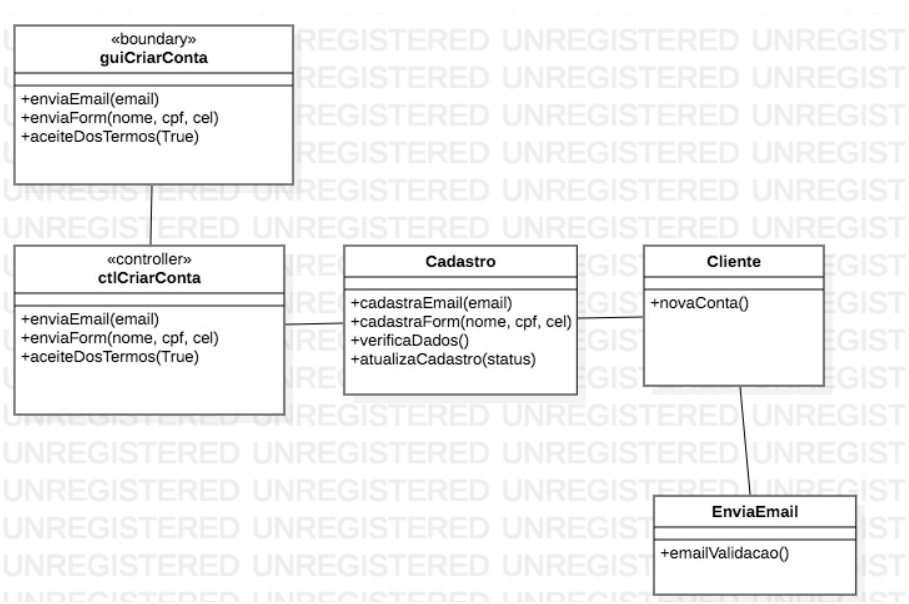 «boundary»
guiCriarConta
+enviaEmail(email)
+enviaForm(nome, cpf, cel)
+aceiteDosTermos(True)
«controller»
ctlCriarConta
+enviaEmail(email)
+enviaForm(nome, cpf, cel)
+aceiteDosTermos(True)
Cadastro
+cadastraEmail(email)
+cadastraForm(nome, cpf, cel)
+verificaDados()
+atualizaCadastro(status)
Cliente
+novaConta()
EnviaEmail
+emailValidacao()
UNREGISTERED UNREGISTERED UNREGISTERED UNREGIST